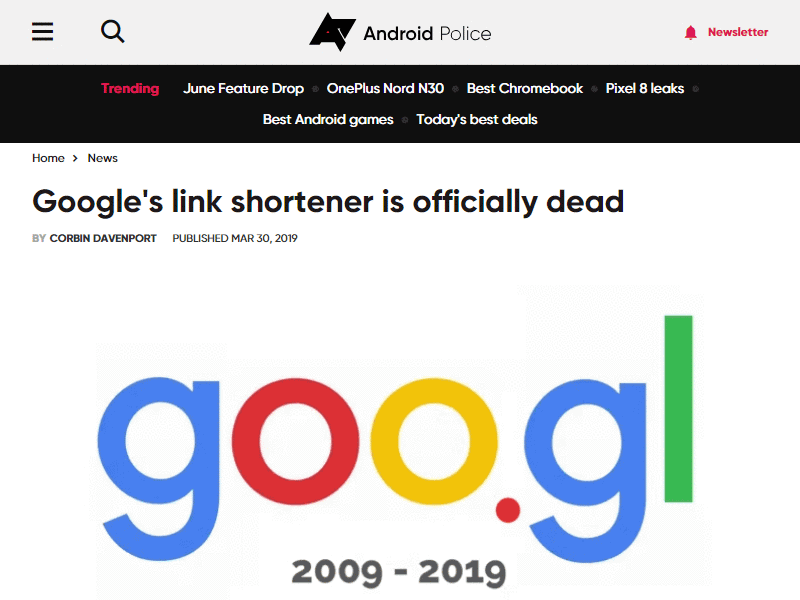 Android Police
Newsletter
Trending June Feature Drop OnePlus Nord N30 Best Chromebook Pixel 8 leaks
Best Android games Today's best deals
Home > News
Google's link shortener is officially dead
BY CORBIN DAVENPORT PUBLISHED MAR 30, 2019
goo.gl
2009 - 2019